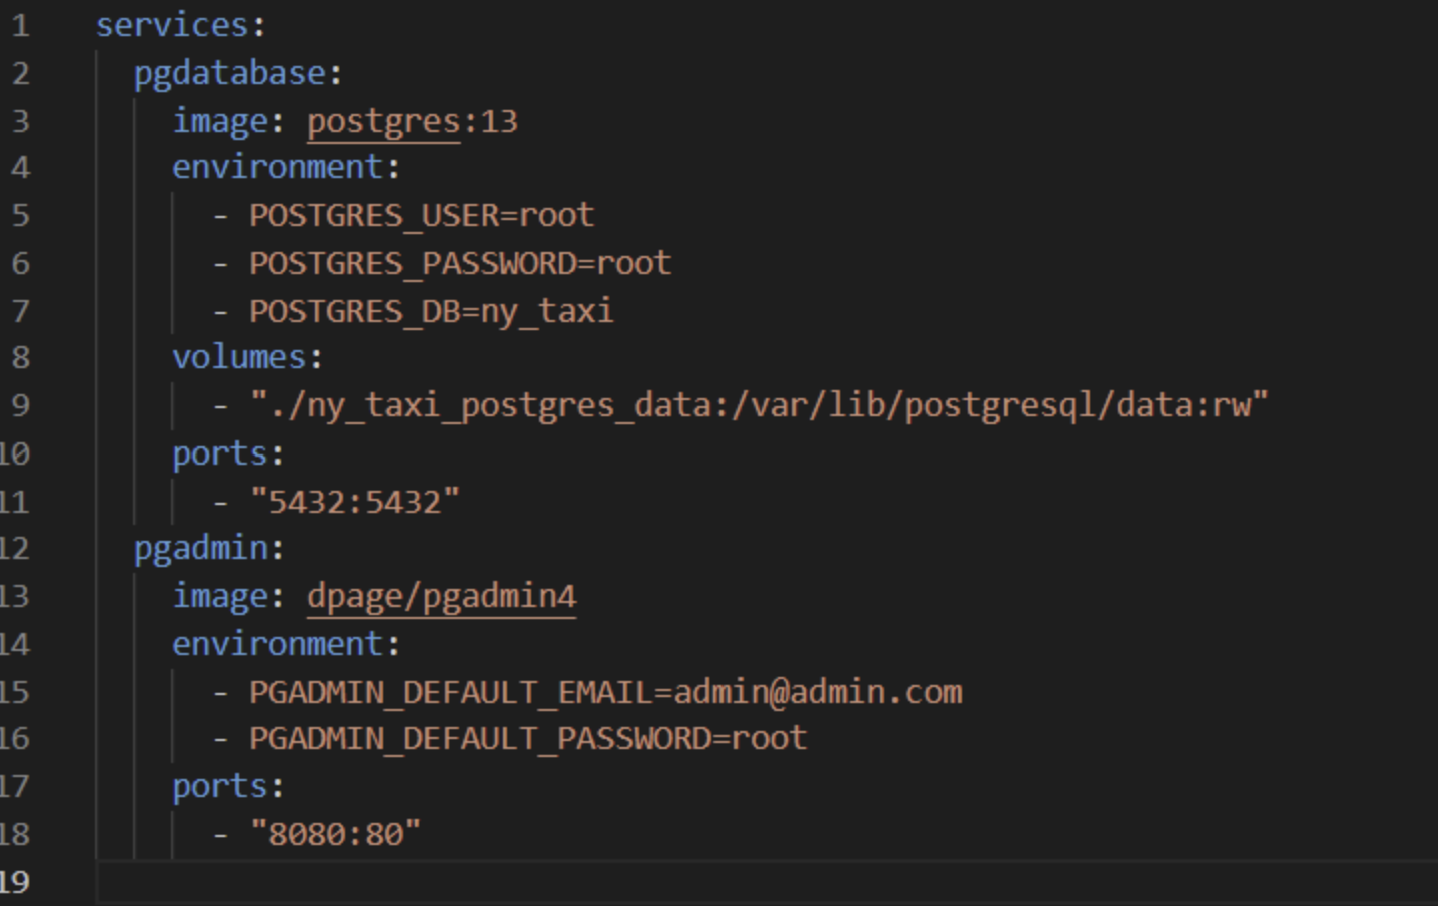 1 services:
2   pgdatabase:
3     image: postgres:13
4     environment:
5       - POSTGRES_USER=root
6       - POSTGRES_PASSWORD=root
7       - POSTGRES_DB=ny_taxi
8     volumes:
9       - "./ny_taxi_postgres_data:/var/lib/postgresql/data:rw"
10     ports:
11       - "5432:5432"
12   pgadmin:
13     image: dpage/pgadmin4
14     environment:
15       - PGADMIN_DEFAULT_EMAIL=admin@admin.com
16       - PGADMIN_DEFAULT_PASSWORD=root
17     ports:
18       - "8080:80"
19